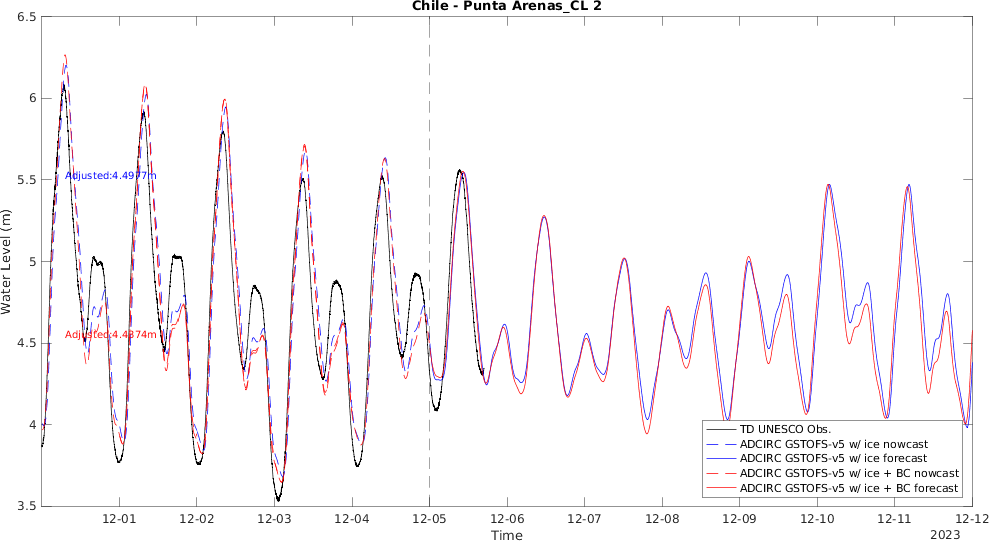 Chile - Punta Arenas_CL 2
6.5
6
5.5
5
4.5
4
3.5
Water Level (m)
Adjusted:4.4977m
Adjusted:4.4374m
TD UNESCO Obs.
ADCIRC GSTOFS-v5 w/ ice nowcast
ADCIRC GSTOFS-v5 w/ ice forecast
ADCIRC GSTOFS-v5 w/ ice + BC nowcast
ADCIRC GSTOFS-v5 w/ ice + BC forecast
12-01 12-02 12-03 12-04 12-05 12-06 12-07 12-08 12-09 12-10 12-11 12-12
Time
2023